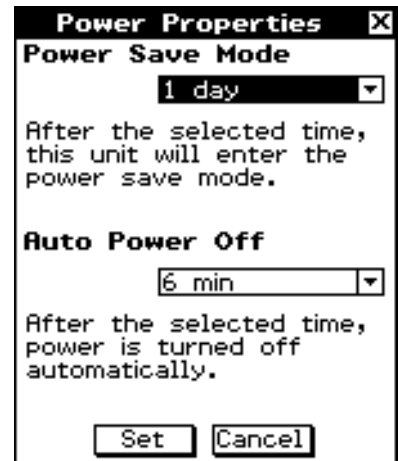 Power Properties X
Power Save Mode
1 day
After the selected time,
this unit will enter the
power save mode.
Auto Power Off
6 min
After the selected time,
power is turned off
automatically.
Set Cancel